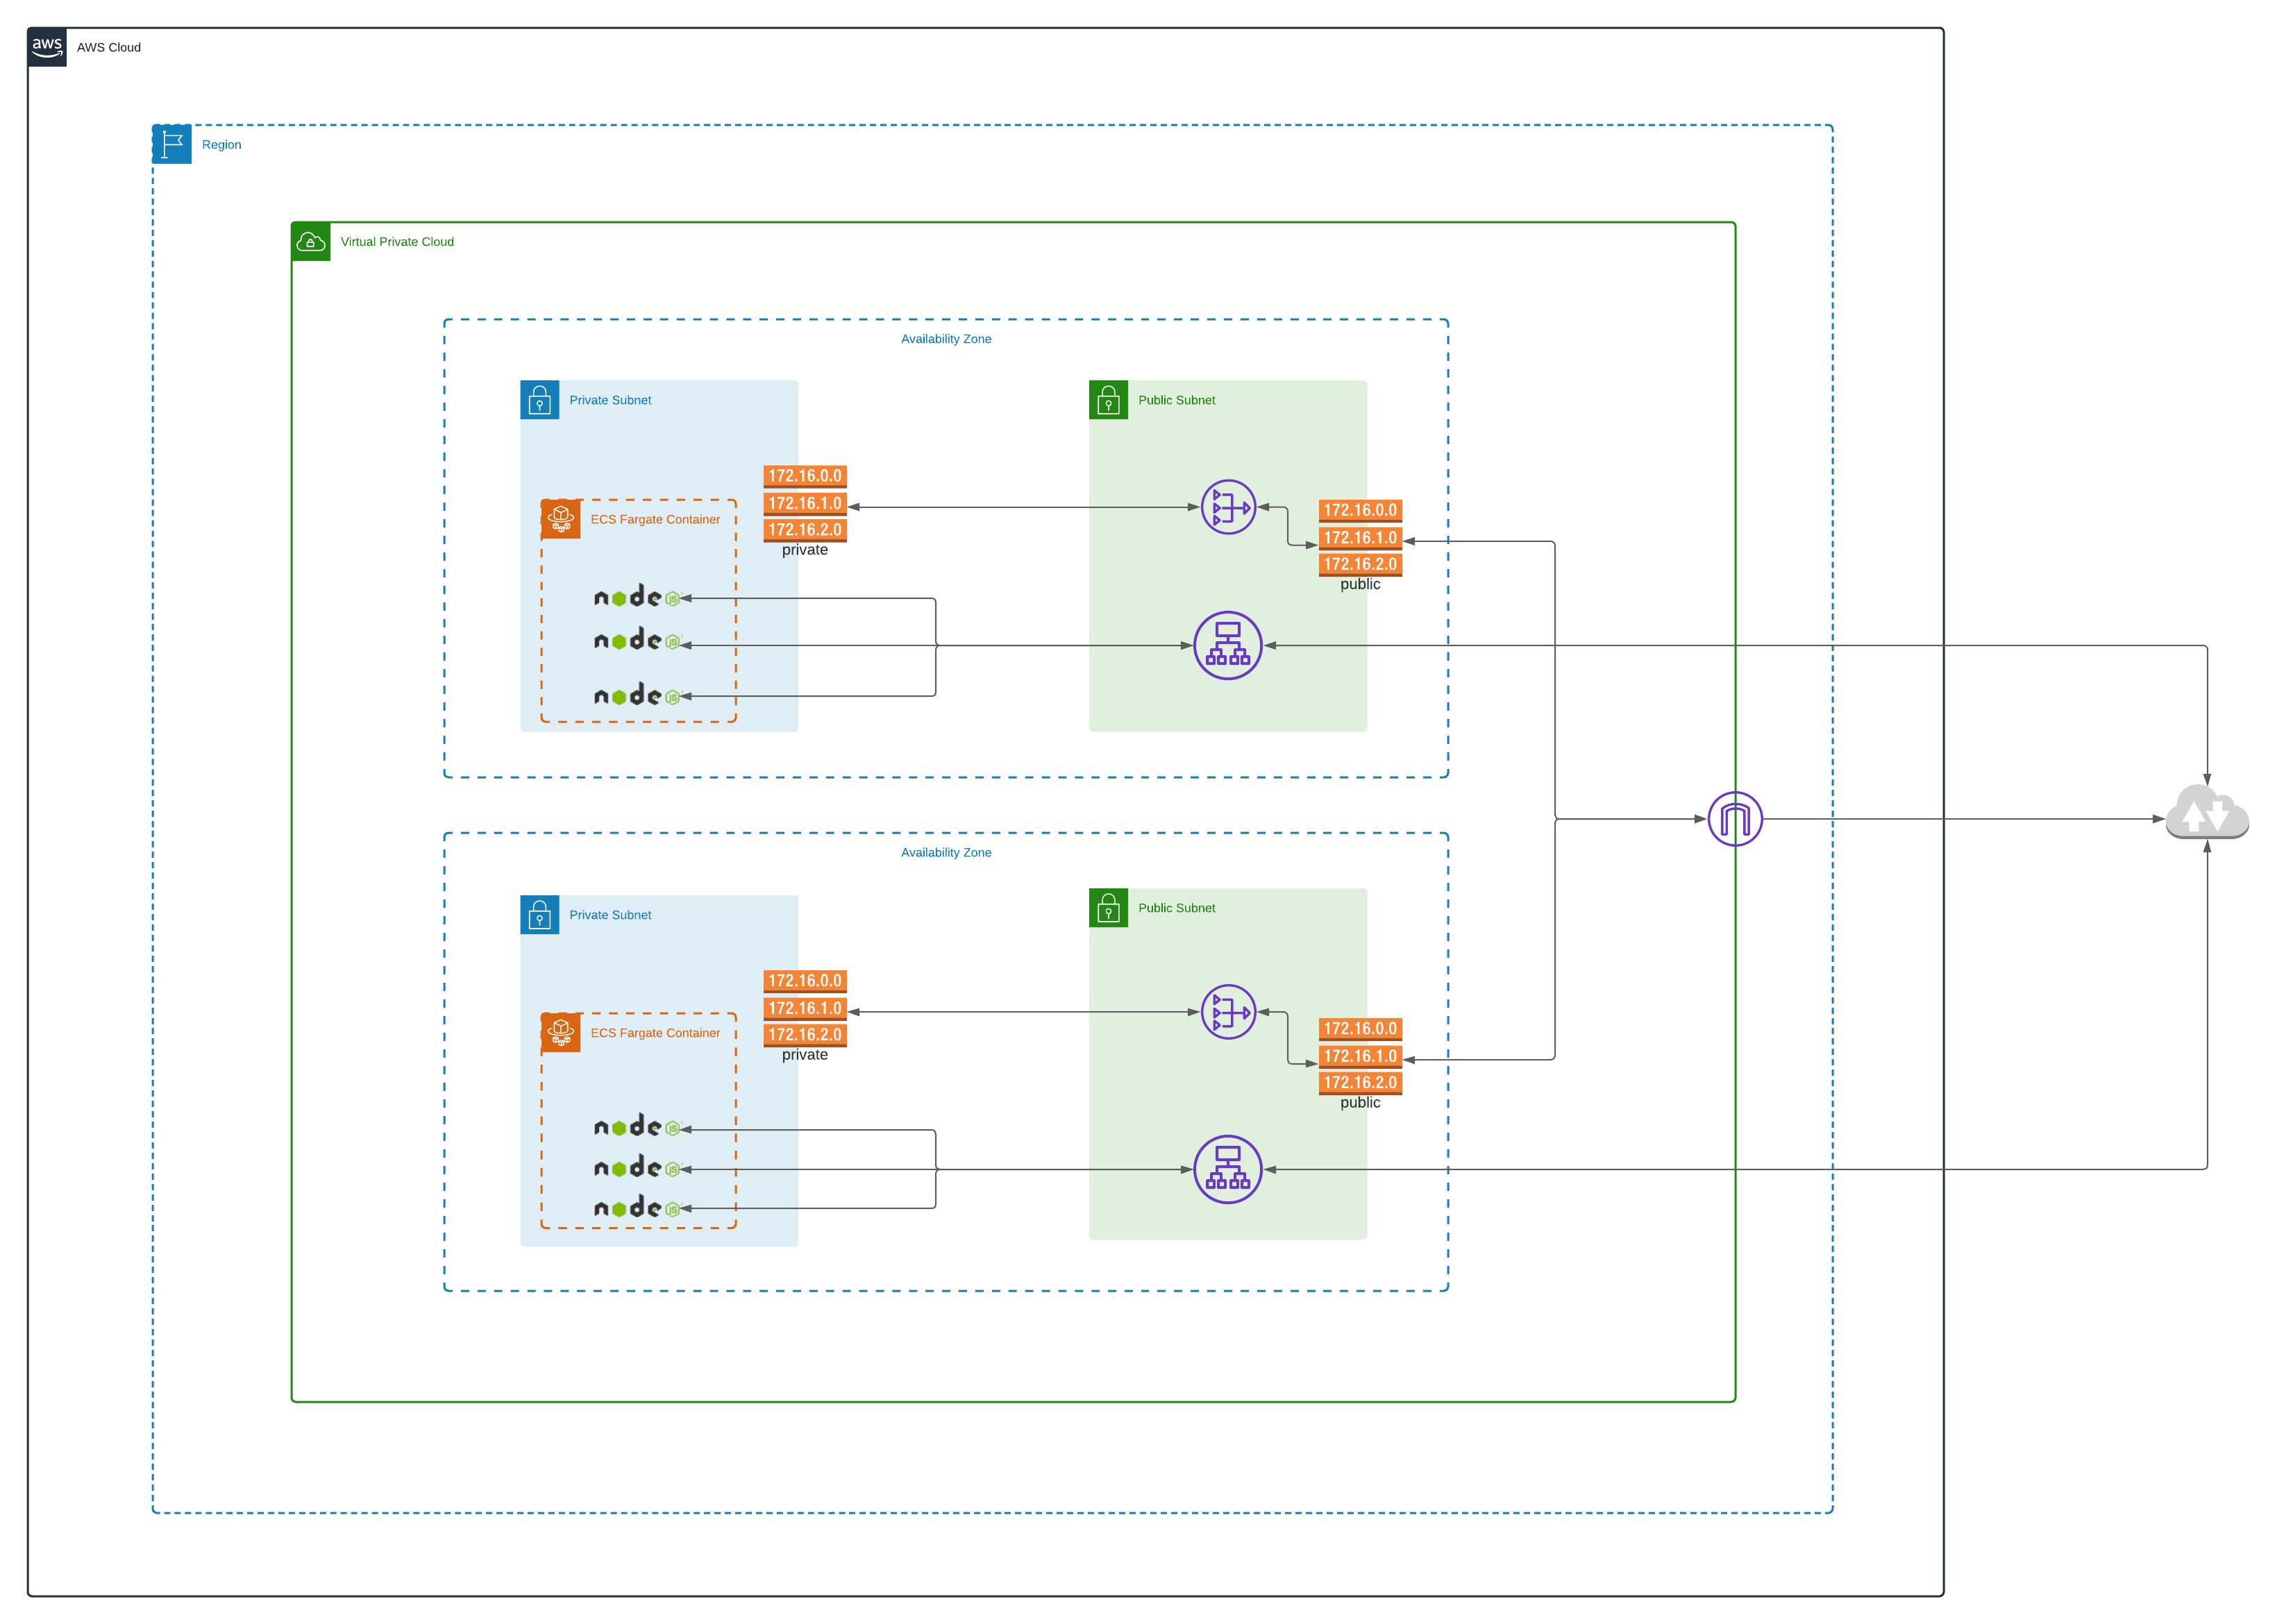 aws
AWS Cloud
Region
Virtual Private Cloud
Availability Zone
Private Subnet
Public Subnet
172.16.0.0
172.16.1.0
172.16.2.0
private
ECS Fargate Container
172.16.0.0
172.16.1.0
172.16.2.0
public
node JS
node JS
node JS
Availability Zone
Private Subnet
Public Subnet
172.16.0.0
172.16.1.0
172.16.2.0
private
ECS Fargate Container
172.16.0.0
172.16.1.0
172.16.2.0
public
node JS
node JS
node JS